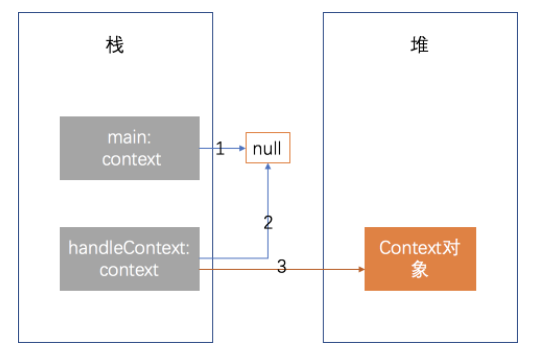 栈
堆
main:
context
1
null
2
handleContext:
context
3
Context对
象